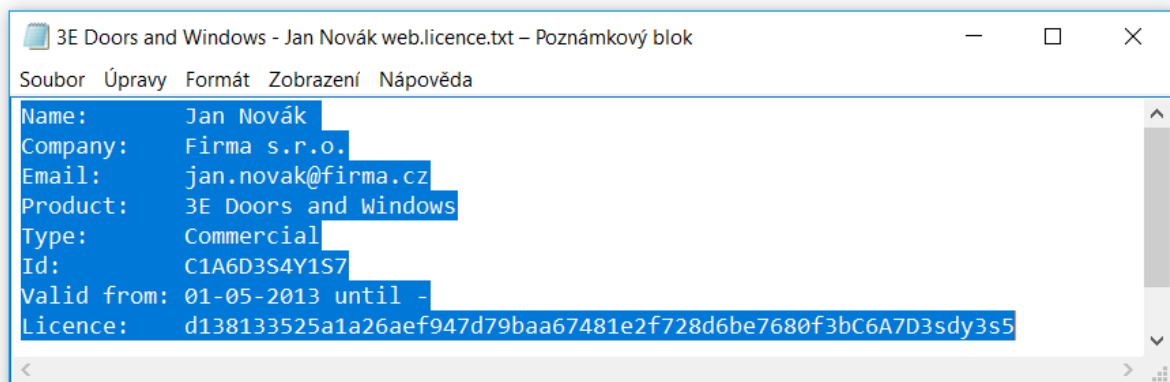 3E Doors and Windows - Jan Novák web.licence.txt – Poznámkový blok
Soubor Úpravy Formát Zobrazení Nápověda
Name: Jan Novák
Company: Firma s.r.o.
Email: jan.novak@firma.cz
Product: 3E Doors and Windows
Type: Commercial
Id: C1A6D3S4Y1S7
Valid from: 01-05-2013 until -
Licence: d138133525a1a26aef947d79baa67481e2f728d6be7680f3bC6A7D3sdy3s5